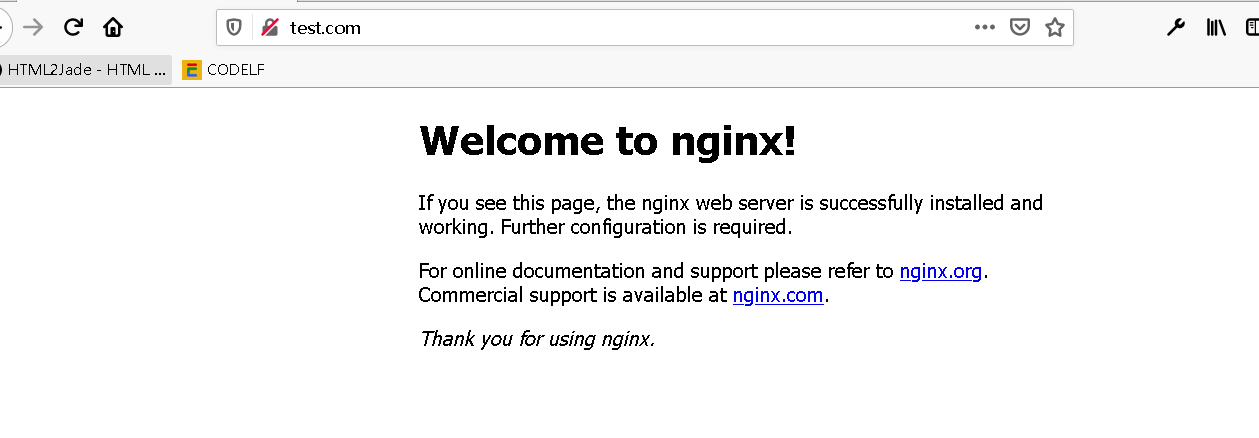 test.com
HTML2Jade - HTML ...
CODELF
Welcome to nginx!
If you see this page, the nginx web server is successfully installed and
working. Further configuration is required.
For online documentation and support please refer to nginx.org.
Commercial support is available at nginx.com.
Thank you for using nginx.